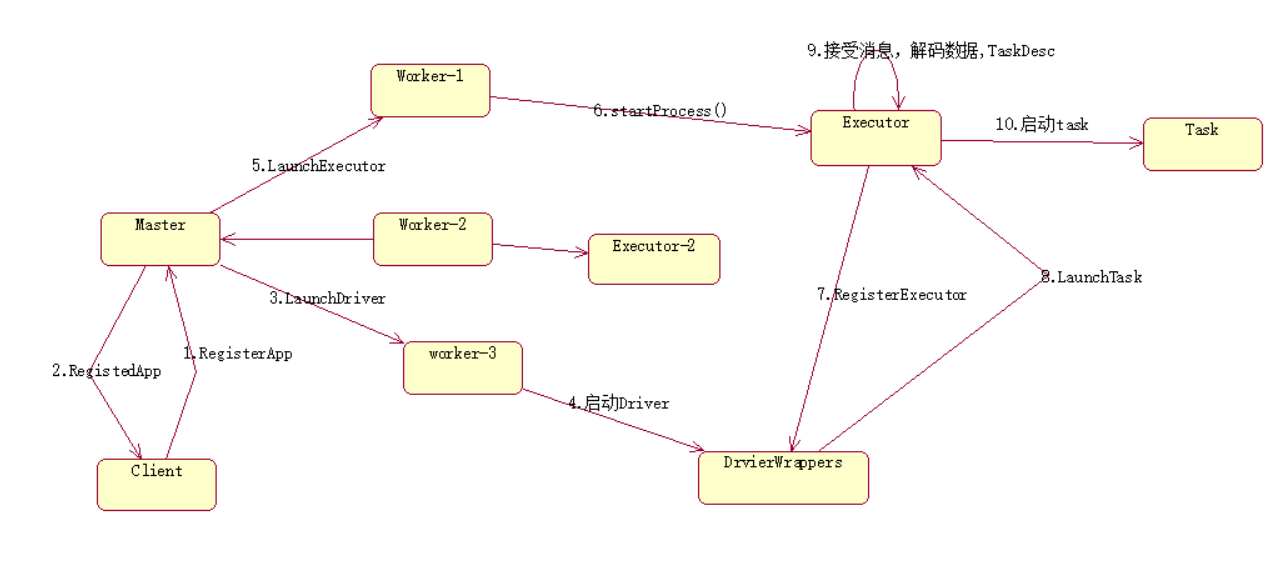 9.接受消息，解码数据,TaskDesc
Worker-1
6.startProcess()
Executor
10.启动task
Task
5.LaunchExecutor
Master
Worker-2
Executor-2
3.LaunchDriver
8.LaunchTask
7.RegisterExecutor
1.RegisterApp
worker-3
2.RegistedApp
4.启动Driver
Client
DrvierWrappers